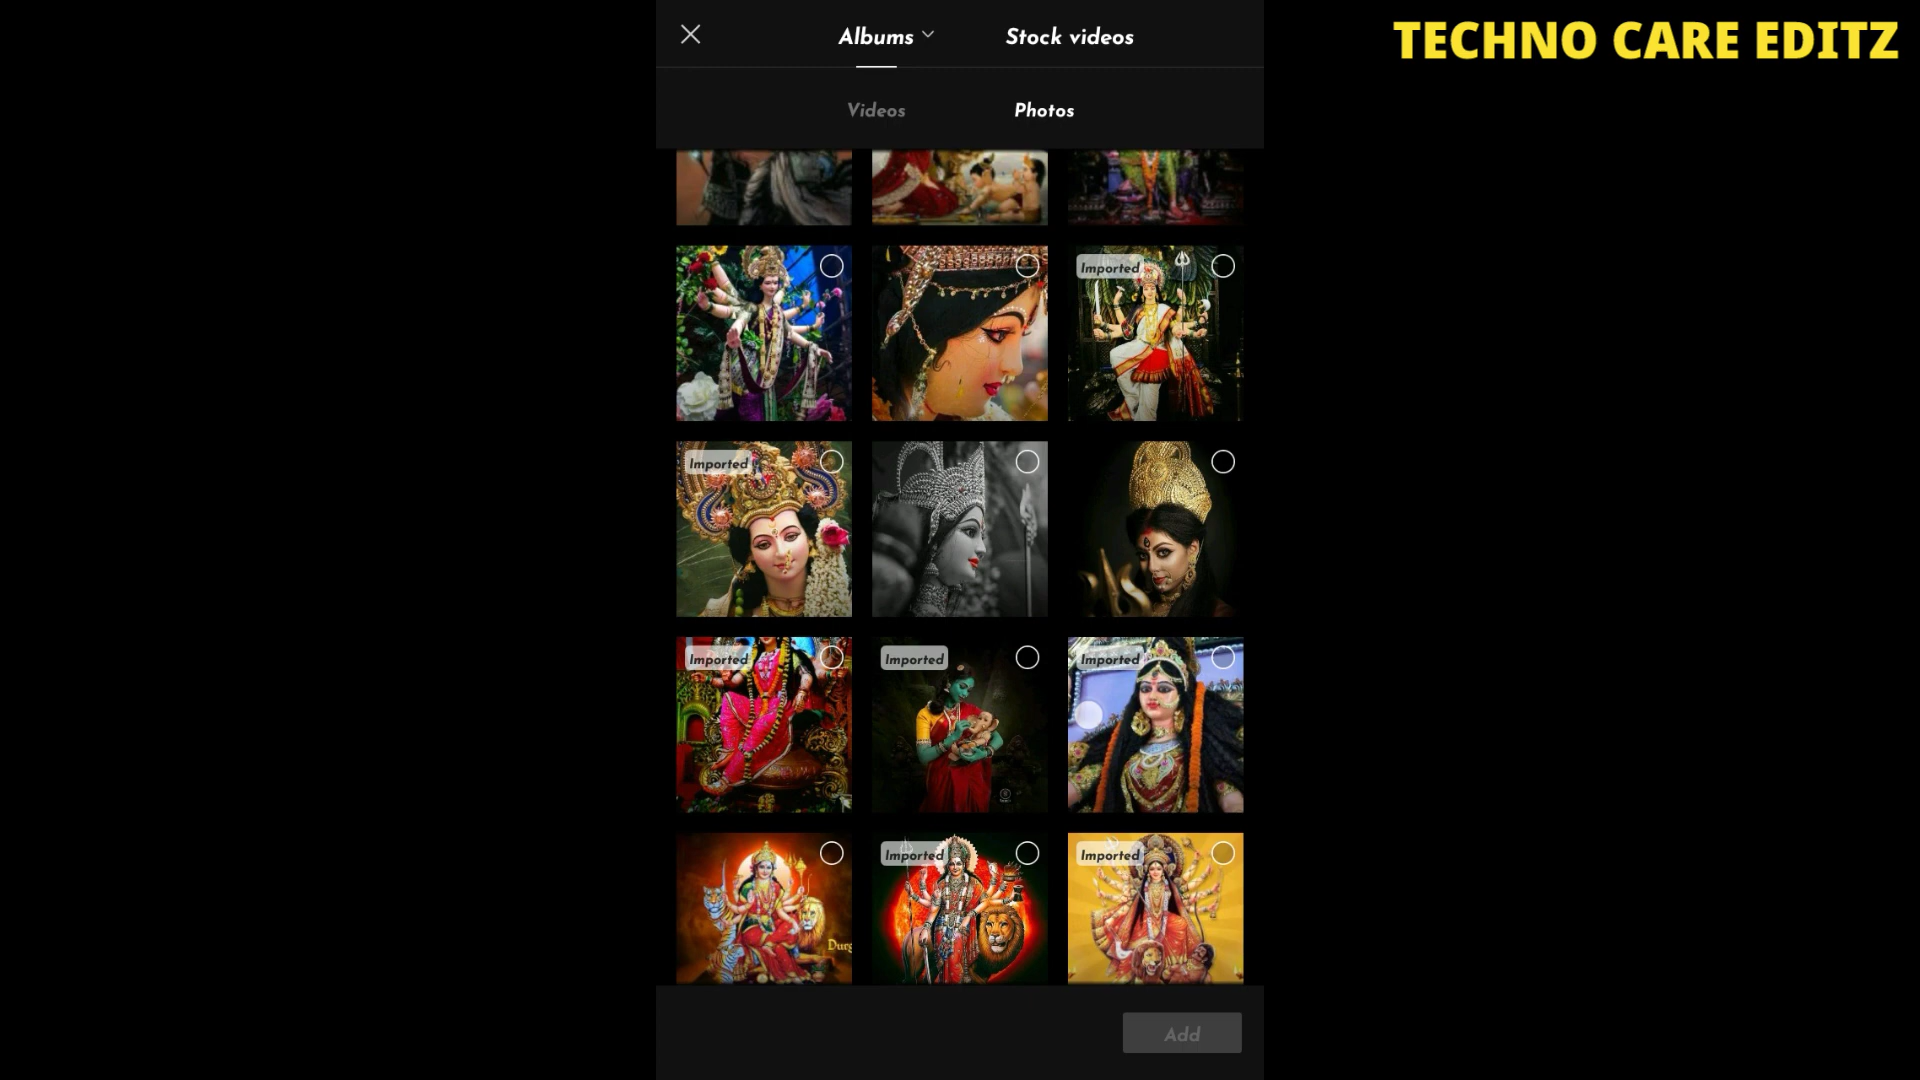 Albums
Stock videos
TECHNO CARE EDITZ
Videos
Photos
Imported
Imported
Imported
Imported
Imported
Imported
Imported
Add